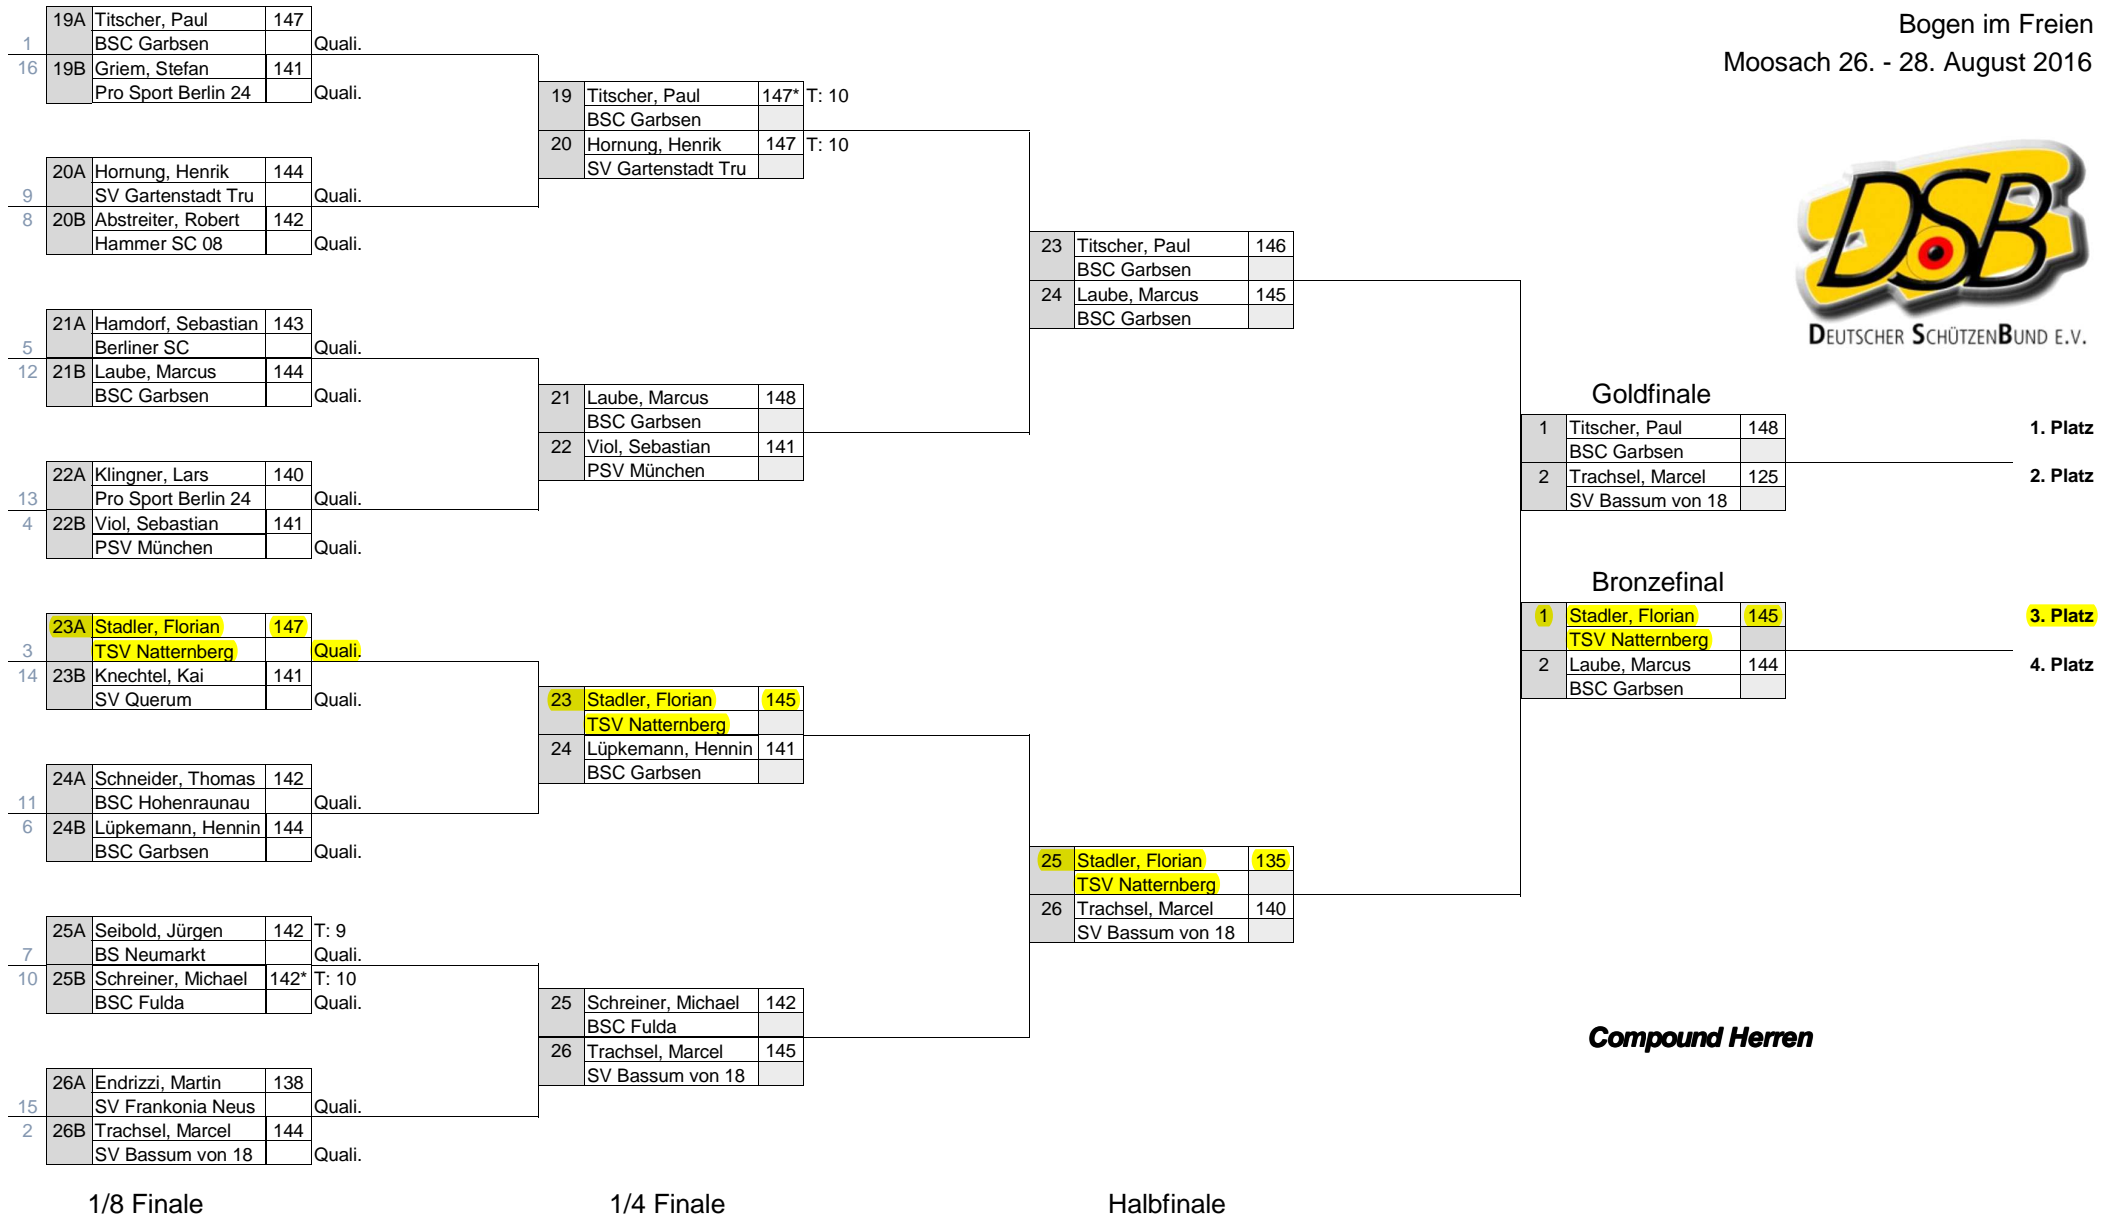 Bogen im Freien
Moosach 26. - 28. August 2016
DSB
DEUTSCHER SCHÜTZENBUND E.V.
19A Titscher, Paul 147
1 BSC Garbsen Quali.
16 19B Griem, Stefan 141
Pro Sport Berlin 24 Quali.
20A Hornung, Henrik 144
9 SV Gartenstadt Tru Quali.
8 20B Abstreiter, Robert 142
Hammer SC 08 Quali.
21A Hamdorf, Sebastian 143
5 Berliner SC Quali.
12 21B Laube, Marcus 144
BSC Garbsen Quali.
22A Klingner, Lars 140
13 Pro Sport Berlin 24 Quali.
4 22B Viol, Sebastian 141
PSV München Quali.
23A Stadler, Florian 147
3 TSV Natternberg Quali.
14 23B Knechtel, Kai 141
SV Querum Quali.
24A Schneider, Thomas 142
11 BSC Hohenraunau Quali.
6 24B Lüpkemann, Hennin 144
BSC Garbsen Quali.
25A Seibold, Jürgen 142 T: 9
7 BS Neumarkt Quali.
10 25B Schreiner, Michael 142* T: 10
BSC Fulda Quali.
26A Endrizzi, Martin 138
15 SV Frankonia Neus Quali.
2 26B Trachsel, Marcel 144
SV Bassum von 18 Quali.
1/8 Finale
19 Titscher, Paul 147* T: 10
BSC Garbsen
20 Hornung, Henrik 147 T: 10
SV Gartenstadt Tru
21 Laube, Marcus 148
BSC Garbsen
22 Viol, Sebastian 141
PSV München
23 Stadler, Florian 145
TSV Natternberg
24 Lüpkemann, Hennin 141
BSC Garbsen
25 Schreiner, Michael 142
BSC Fulda
26 Trachsel, Marcel 145
SV Bassum von 18
1/4 Finale
23 Titscher, Paul 146
BSC Garbsen
24 Laube, Marcus 145
BSC Garbsen
25 Stadler, Florian 135
TSV Natternberg
26 Trachsel, Marcel 140
SV Bassum von 18
Halbfinale
Goldfinale
1 Titscher, Paul 148 1. Platz
BSC Garbsen
2 Trachsel, Marcel 125 2. Platz
SV Bassum von 18
Bronzefinal
1 Stadler, Florian 145 3. Platz
TSV Natternberg
2 Laube, Marcus 144 4. Platz
BSC Garbsen
Compound Herren